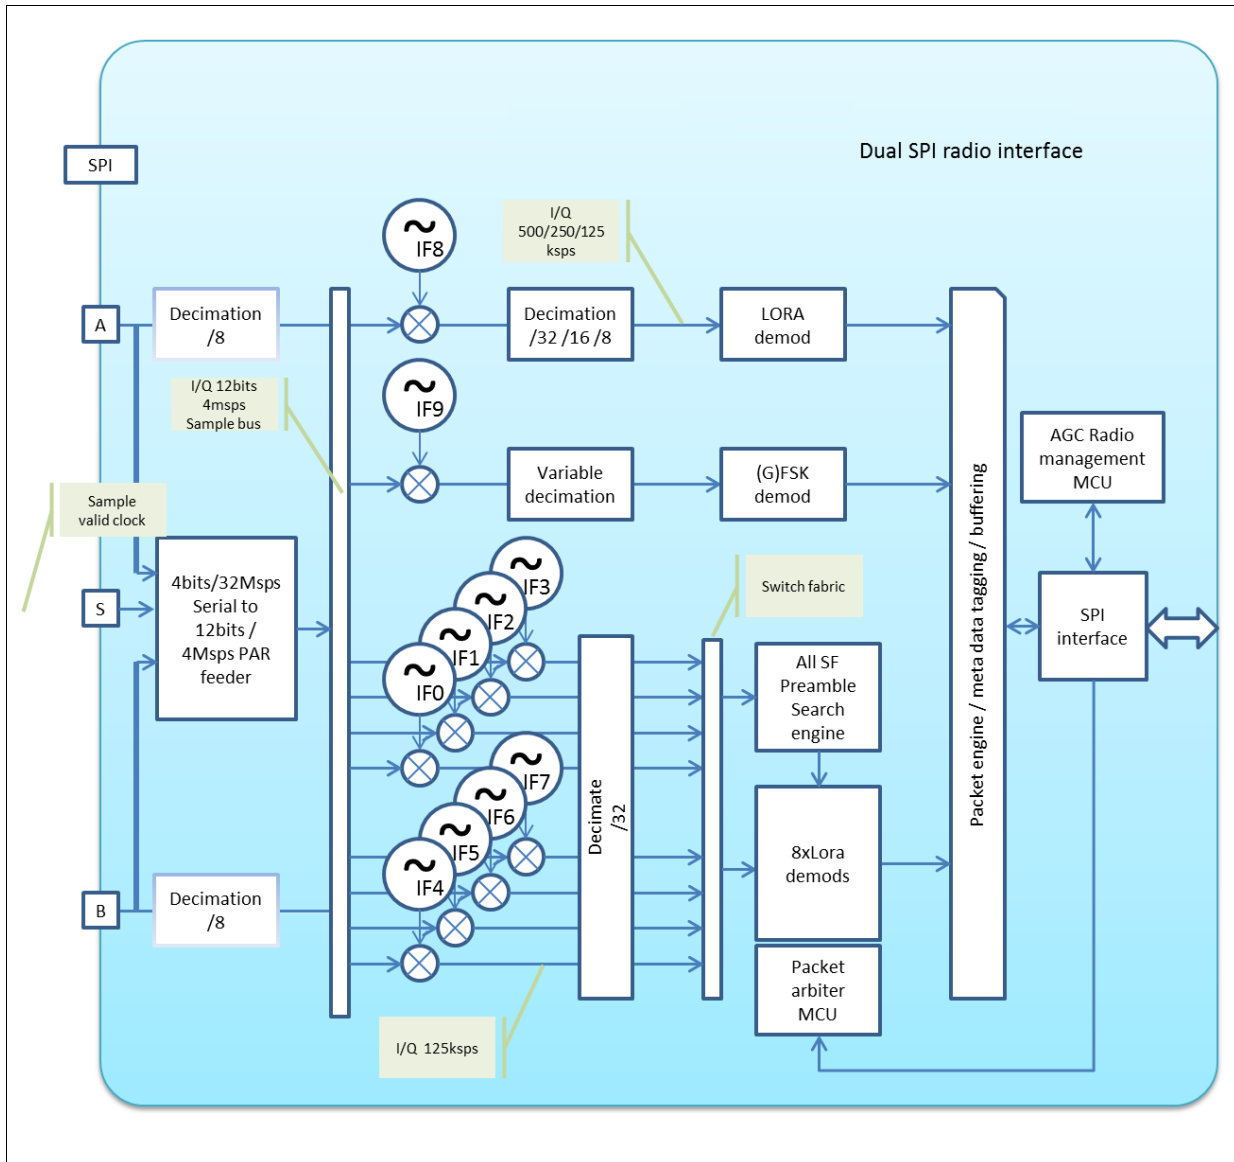 Dual SPI radio interface
SPI
IF8
I/Q
500/250/125
ksps
A
Decimation
/8
Decimation
/32 /16 /8
LORA
demod
I/Q 12bits
4msps
Sample bus
IF9
Variable
decimation
(G)FSK
demod
AGC Radio
management
MCU
Sample
valid clock
S
4bits/32Msps
Serial to
12bits /
4Msps PAR
feeder
IF3
IF2
IF1
IF0
Switch fabric
SPI
interface
All SF
Preamble
Search
engine
Packet engine / meta data tagging / buffering
IF7
IF6
IF5
IF4
Decimate
/32
8xLora
demods
B
Decimation
/8
Packet
arbiter
MCU
I/Q 125ksps